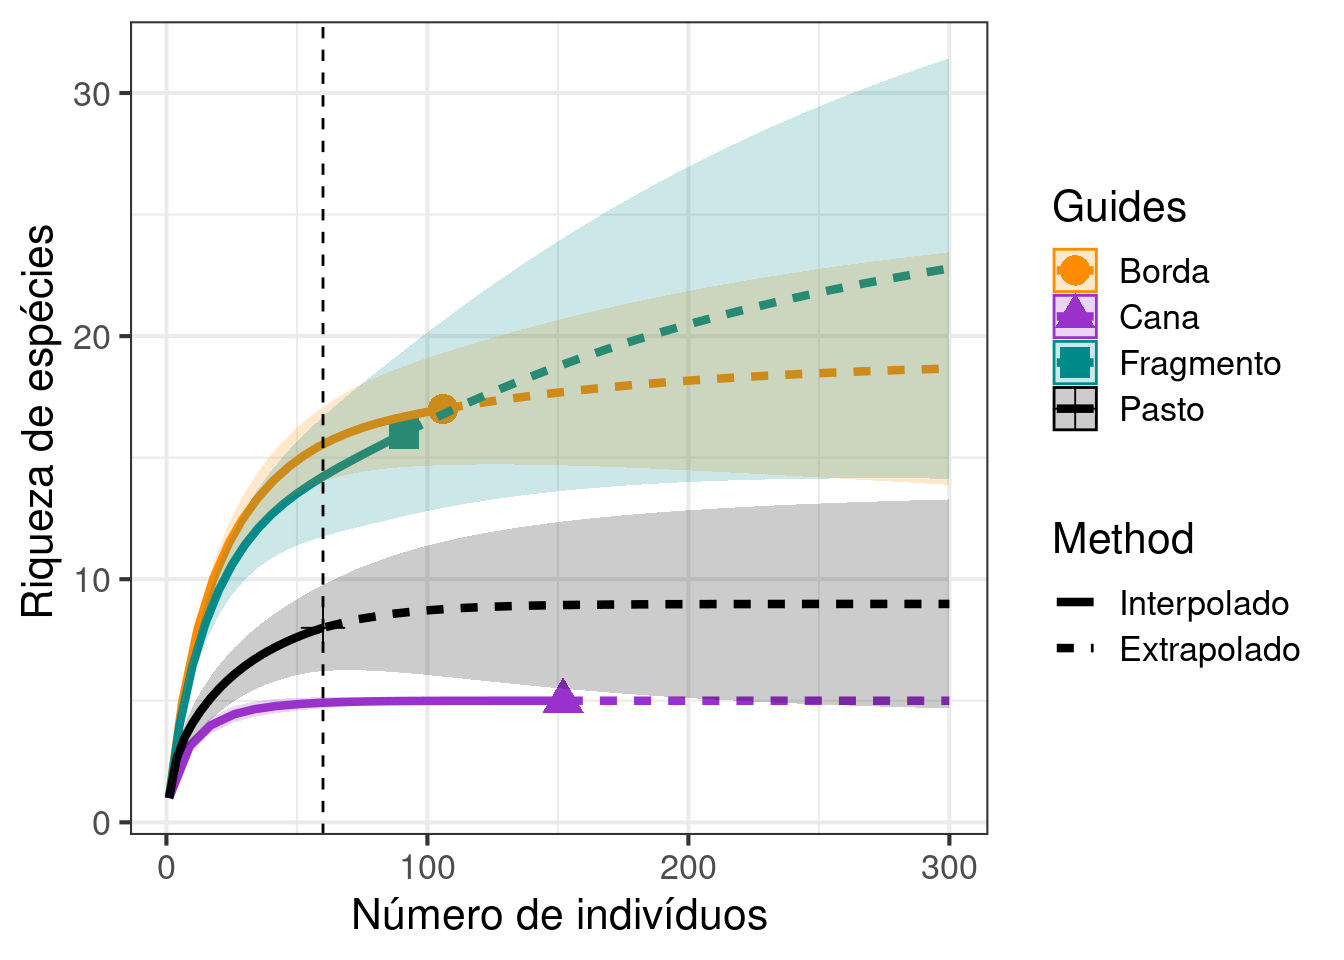 Riqueza de espécies
30
20
10
0
0 100 200 300
Número de indivíduos
Guides
Borda
Cana
Fragmento
Pasto
Method
Interpolado
Extrapolado